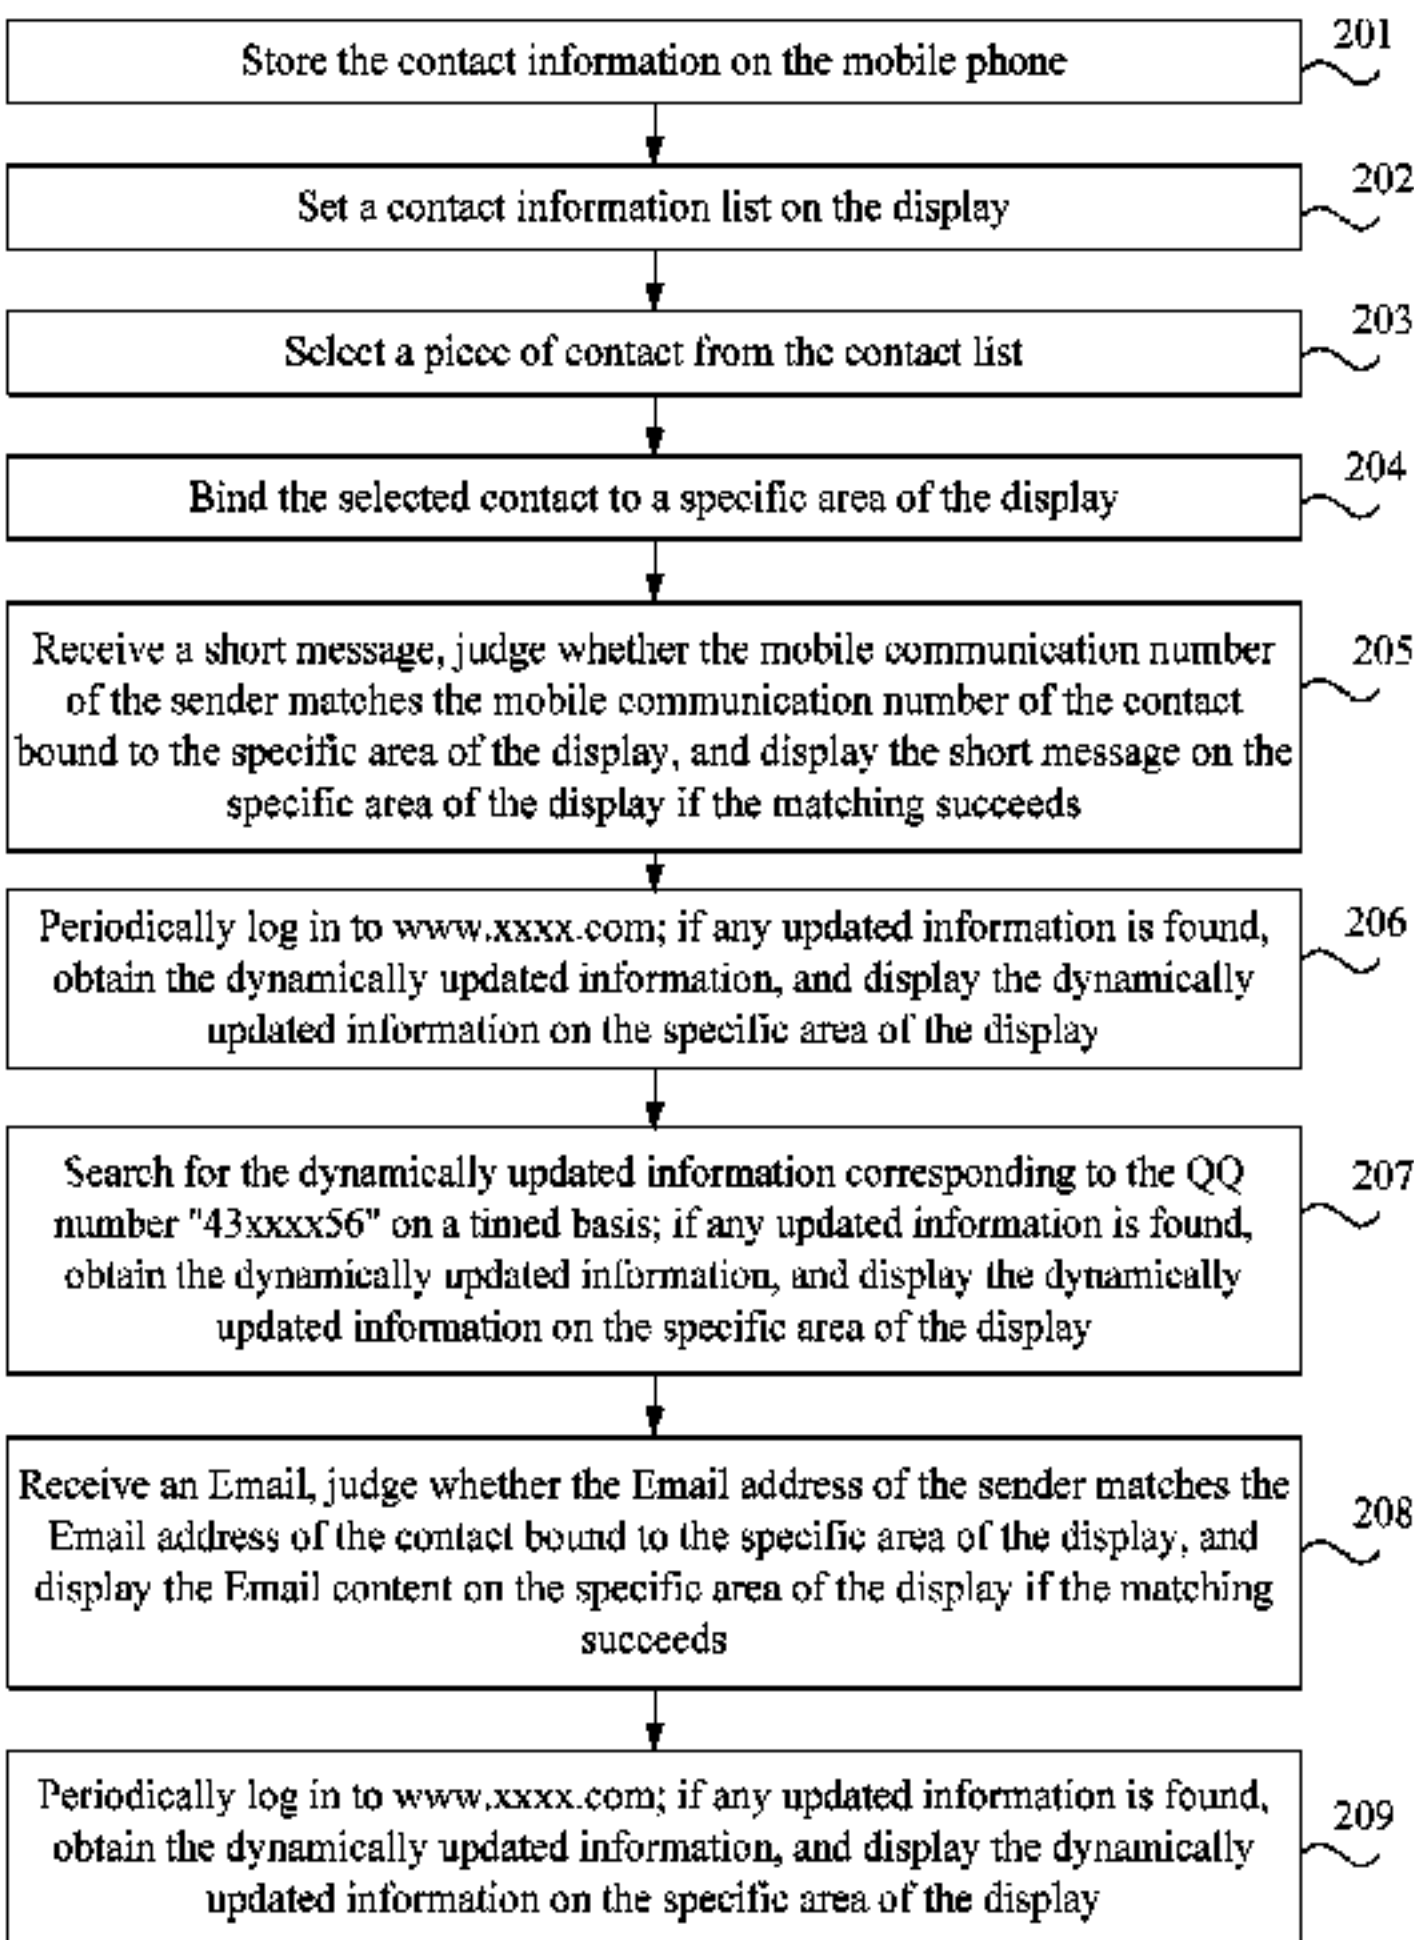 Store the contact information on the mobile phone
201
Set a contact information list on the display
202
Select a piece of contact from the contact list
203
Bind the selected contact to a specific area of the display
204
Receive a short message, judge whether the mobile communication number
of the sender matches the mobile communication number of the contact
bound to the specific area of the display, and display the short message on the
specific area of the display if the matching succeeds
205
Periodically log in to www.xxxx.com; if any updated information is found,
obtain the dynamically updated information, and display the dynamically
updated information on the specific area of the display
206
Search for the dynamically updated information corresponding to the QQ
number "43xxxx56" on a timed basis; if any updated information is found,
obtain the dynamically updated information, and display the dynamically
updated information on the specific area of the display
207
Receive an Email, judge whether the Email address of the sender matches the
Email address of the contact bound to the specific area of the display, and
display the Email content on the specific area of the display if the matching
succeeds
208
Periodically log in to www.xxxx.com; if any updated information is found,
obtain the dynamically updated information, and display the dynamically
updated information on the specific area of the display
209